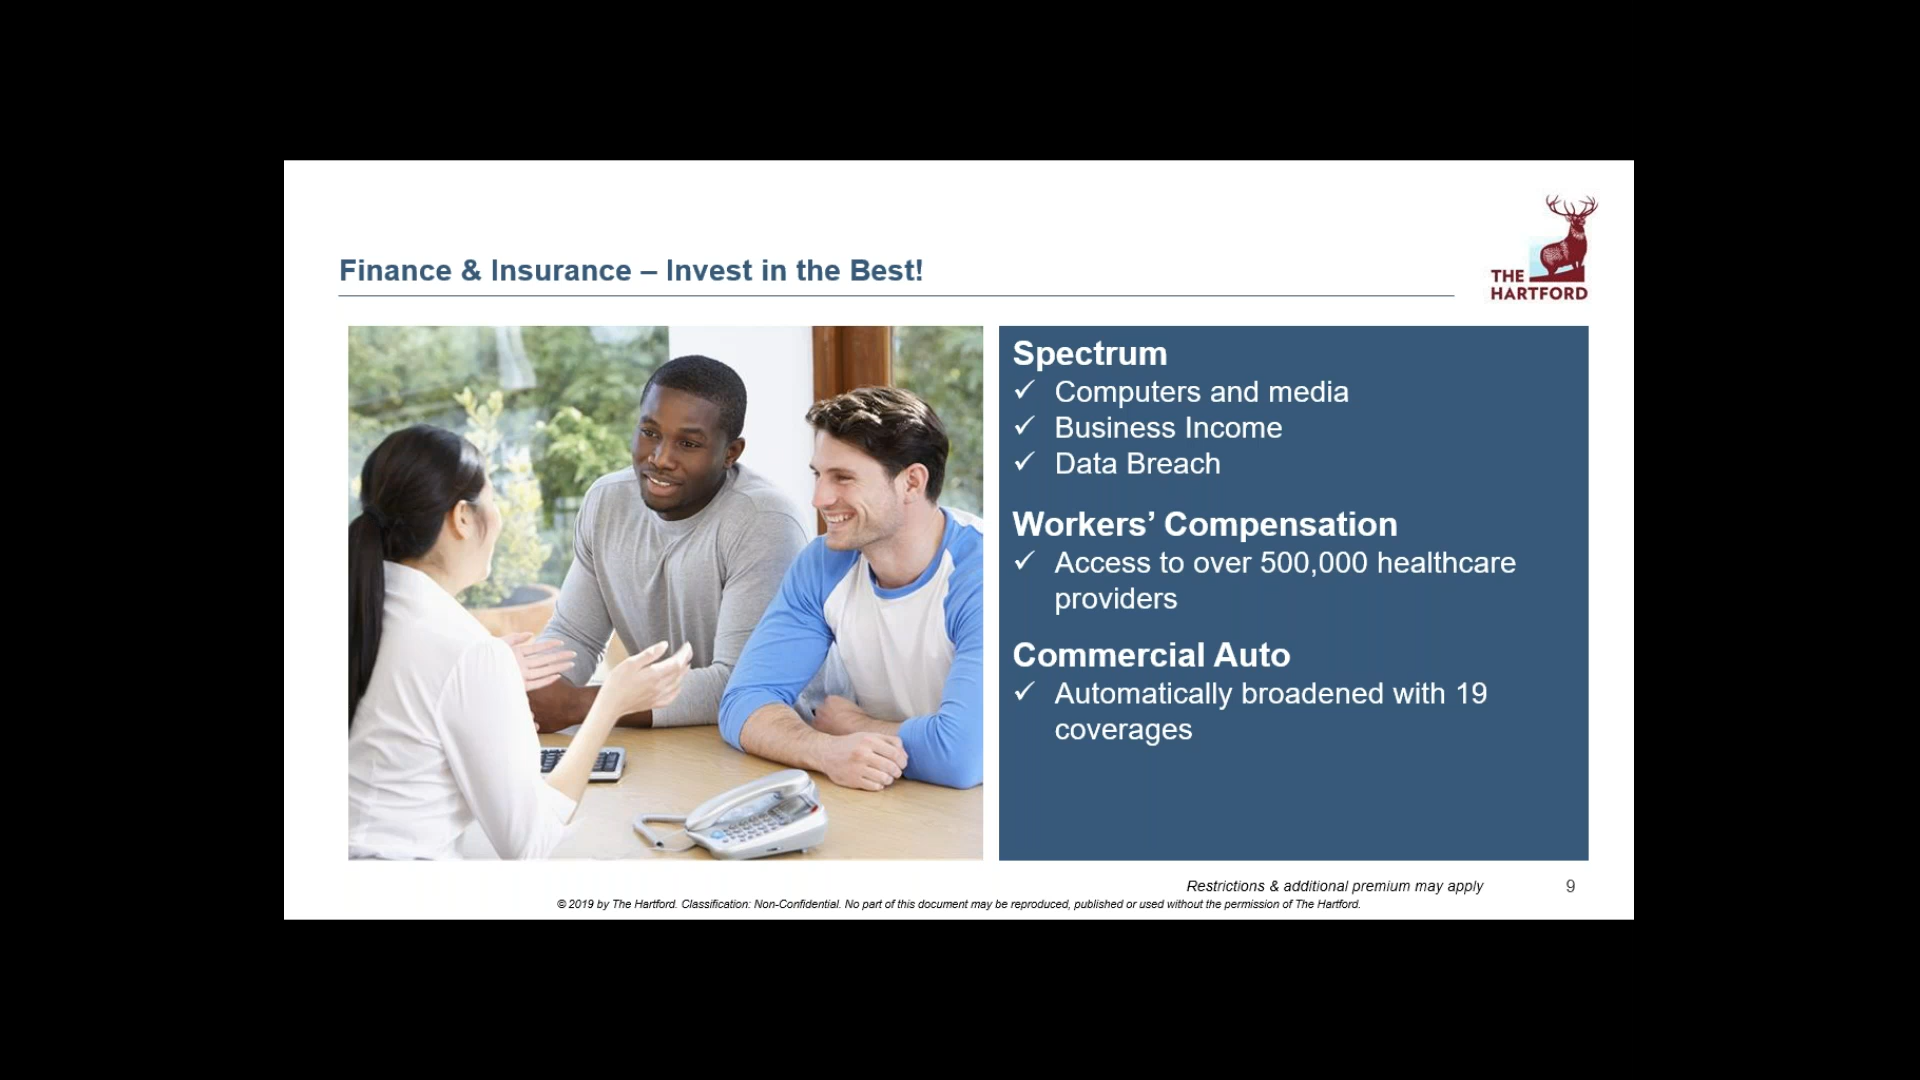 THE
HARTFORD
Finance & Insurance – Invest in the Best!
Spectrum
✓ Computers and media
✓ Business Income
✓ Data Breach
Workers’ Compensation
✓ Access to over 500,000 healthcare
providers
Commercial Auto
✓ Automatically broadened with 19
coverages
Restrictions & additional premium may apply
9
© 2019 by The Hartford. Classification: Non-Confidential. No part of this document may be reproduced, published or used without the permission of The Hartford.